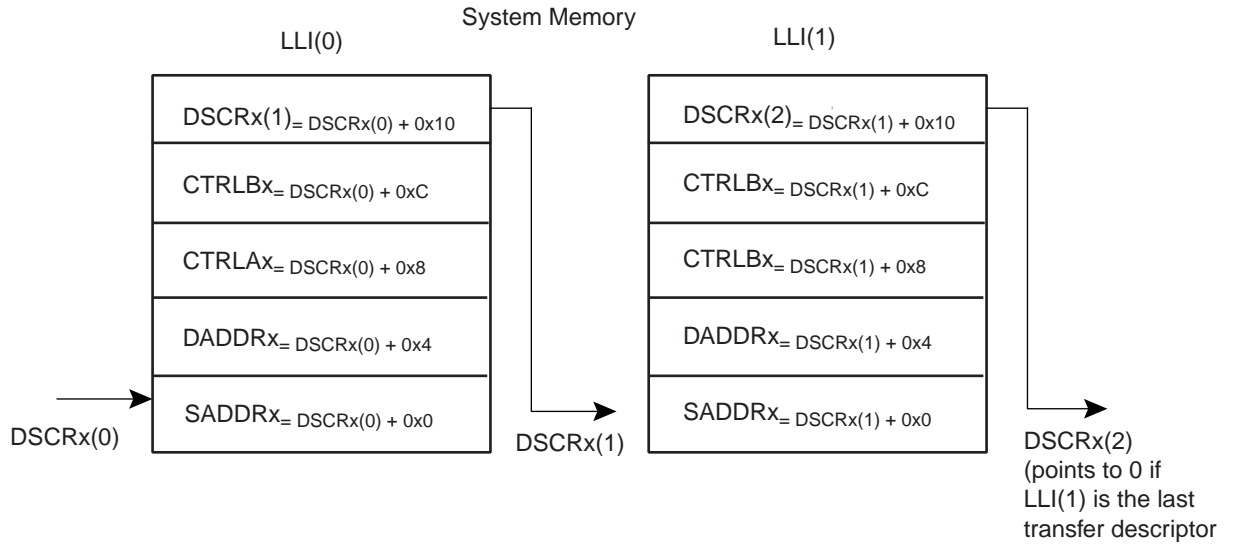 System Memory
LLI(0)
LLI(1)
DSCRx(1)= DSCRx(0) + 0x10
CTRLBx= DSCRx(0) + 0xC
CTRLAx= DSCRx(0) + 0x8
DADDRx= DSCRx(0) + 0x4
SADDRx= DSCRx(0) + 0x0
DSCRx(0)
DSCRx(1)
DSCRx(2)= DSCRx(1) + 0x10
CTRLBx= DSCRx(1) + 0xC
CTRLBx= DSCRx(1) + 0x8
DADDRx= DSCRx(1) + 0x4
SADDRx= DSCRx(1) + 0x0
DSCRx(2)
(points to 0 if
LLI(1) is the last
transfer descriptor